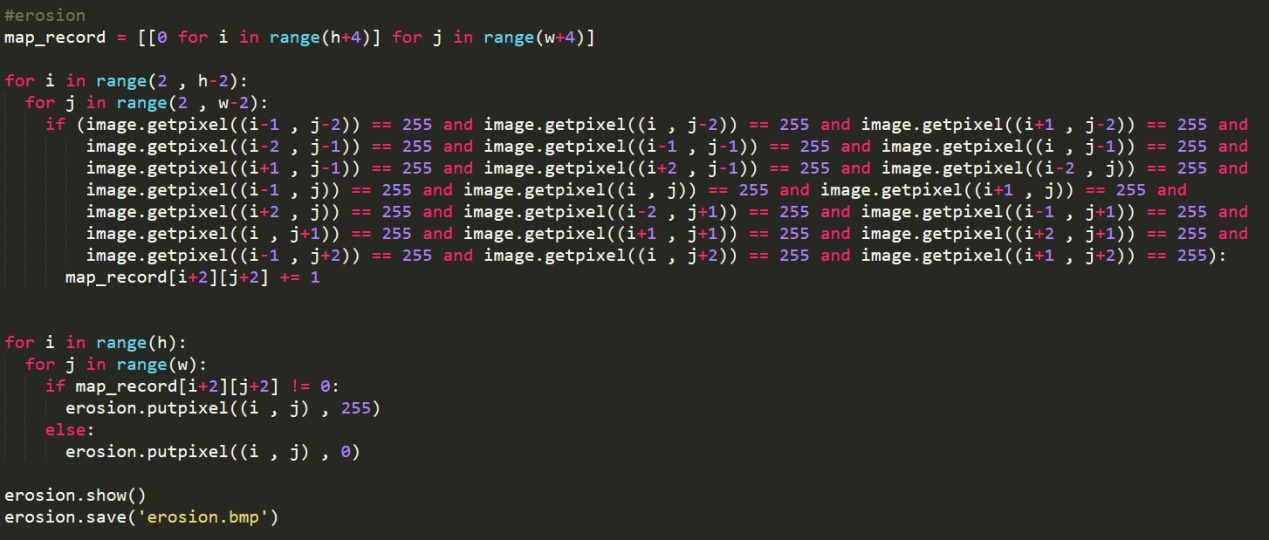 #erosion
map_record = [[0 for i in range(h+4)] for j in range(w+4)]

for i in range(2 , h-2):
  for j in range(2 , w-2):
    if (image.getpixel((i-1 , j-2)) == 255 and image.getpixel((i , j-2)) == 255 and image.getpixel((i+1 , j-2)) == 255 and
        image.getpixel((i-2 , j-1)) == 255 and image.getpixel((i-1 , j-1)) == 255 and image.getpixel((i , j-1)) == 255 and
        image.getpixel((i+1 , j-1)) == 255 and image.getpixel((i+2 , j-1)) == 255 and image.getpixel((i-2 , j)) == 255 and
        image.getpixel((i-1 , j)) == 255 and image.getpixel((i , j)) == 255 and image.getpixel((i+1 , j)) == 255 and
        image.getpixel((i+2 , j)) == 255 and image.getpixel((i-2 , j+1)) == 255 and image.getpixel((i-1 , j+1)) == 255 and
        image.getpixel((i , j+1)) == 255 and image.getpixel((i+1 , j+1)) == 255 and image.getpixel((i+2 , j+1)) == 255 and
        image.getpixel((i-1 , j+2)) == 255 and image.getpixel((i , j+2)) == 255 and image.getpixel((i+1 , j+2)) == 255):
      map_record[i+2][j+2] += 1

for i in range(h):
  for j in range(w):
    if map_record[i+2][j+2] != 0:
      erosion.putpixel((i , j) , 255)
    else:
      erosion.putpixel((i , j) , 0)

erosion.show()
erosion.save('erosion.bmp')